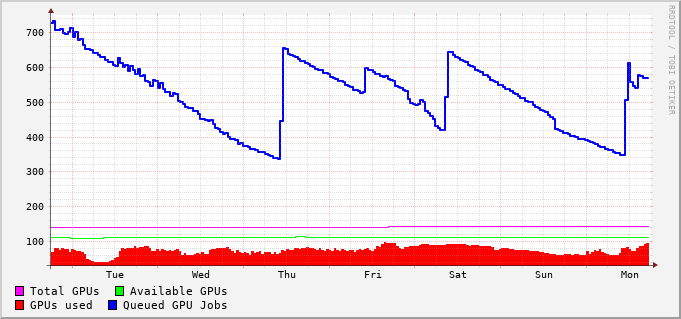 700
600
500
400
300
200
100
Tue Wed Thu Fri Sat Sun Mon
RRDTOOL / TOBI OETIKER
Total GPUs Available GPUs
GPUs used Queued GPU Jobs